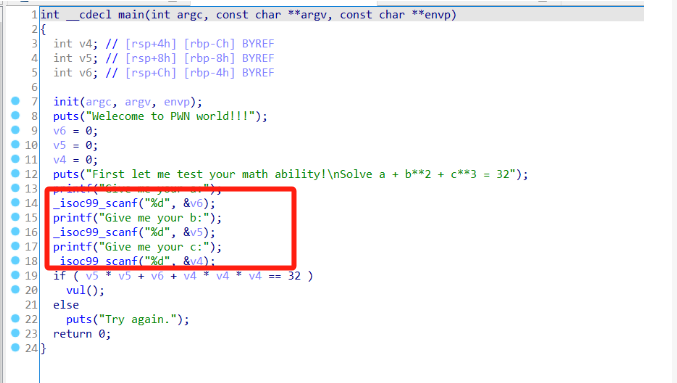 1 int __cdecl main(int argc, const char **argv, const char **envp)
2 {
3 int v4; // [rsp+4h] [rbp-Ch] BYREF
4 int v5; // [rsp+8h] [rbp-8h] BYREF
5 int v6; // [rsp+Ch] [rbp-4h] BYREF
6
7 init(argc, argv, envp);
8 puts("Welecome to PWN world!!!");
9 v6 = 0;
10 v5 = 0;
11 v4 = 0;
12 puts("First let me test your math ability!\nSolve a + b**2 + c**3 = 32");
13 printf("Give me your a:");
14 _isoc99_scanf("%d", &v6);
15 printf("Give me your b:");
16 _isoc99_scanf("%d", &v5);
17 printf("Give me your c:");
18 _isoc99_scanf("%d", &v4);
19 if ( v5 * v5 + v6 + v4 * v4 * v4 == 32 )
20 vul();
21 else
22 puts("Try again.");
23 return 0;
24 }